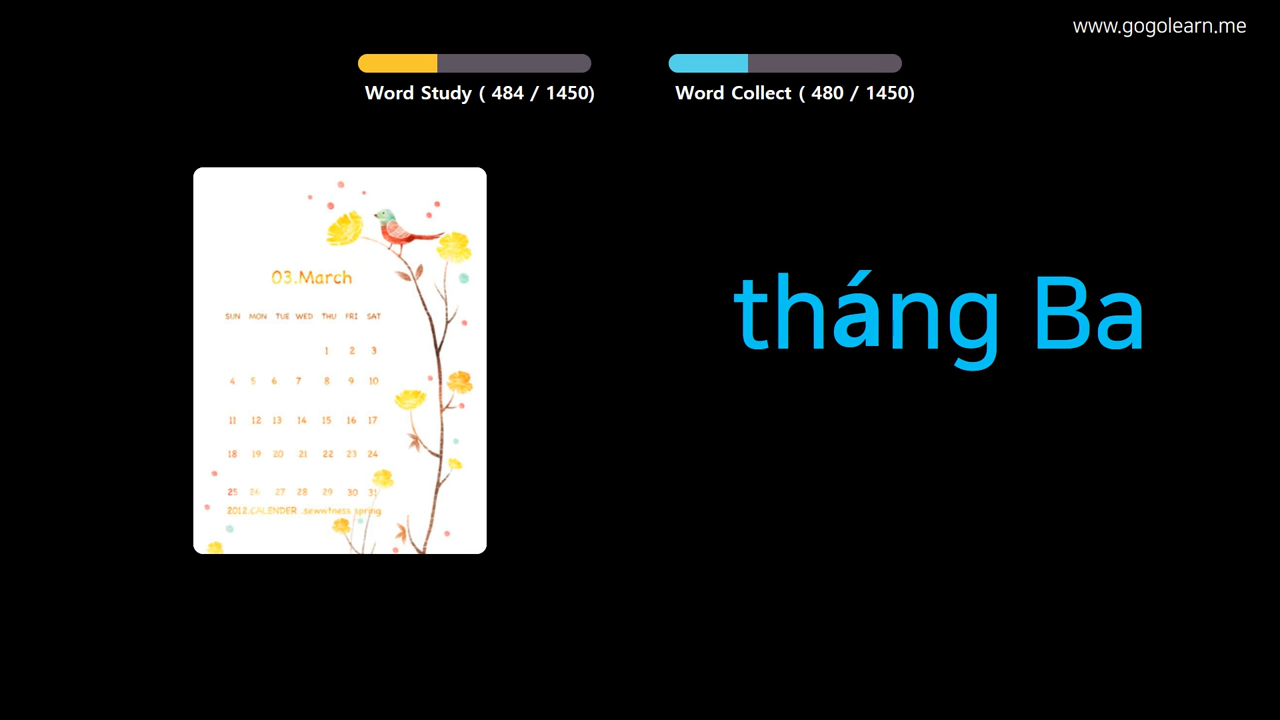 www.gogolearn.me
Word Study ( 484 / 1450)
Word Collect ( 480 / 1450)
03.March
SUN MON TUE WED THU FRI SAT
1 2 3
4 5 6 7 8 9 10
11 12 13 14 15 16 17
18 19 20 21 22 23 24
25 26 27 28 29 30 31
2012.CALENDER .sewwfness spring
tháng Ba